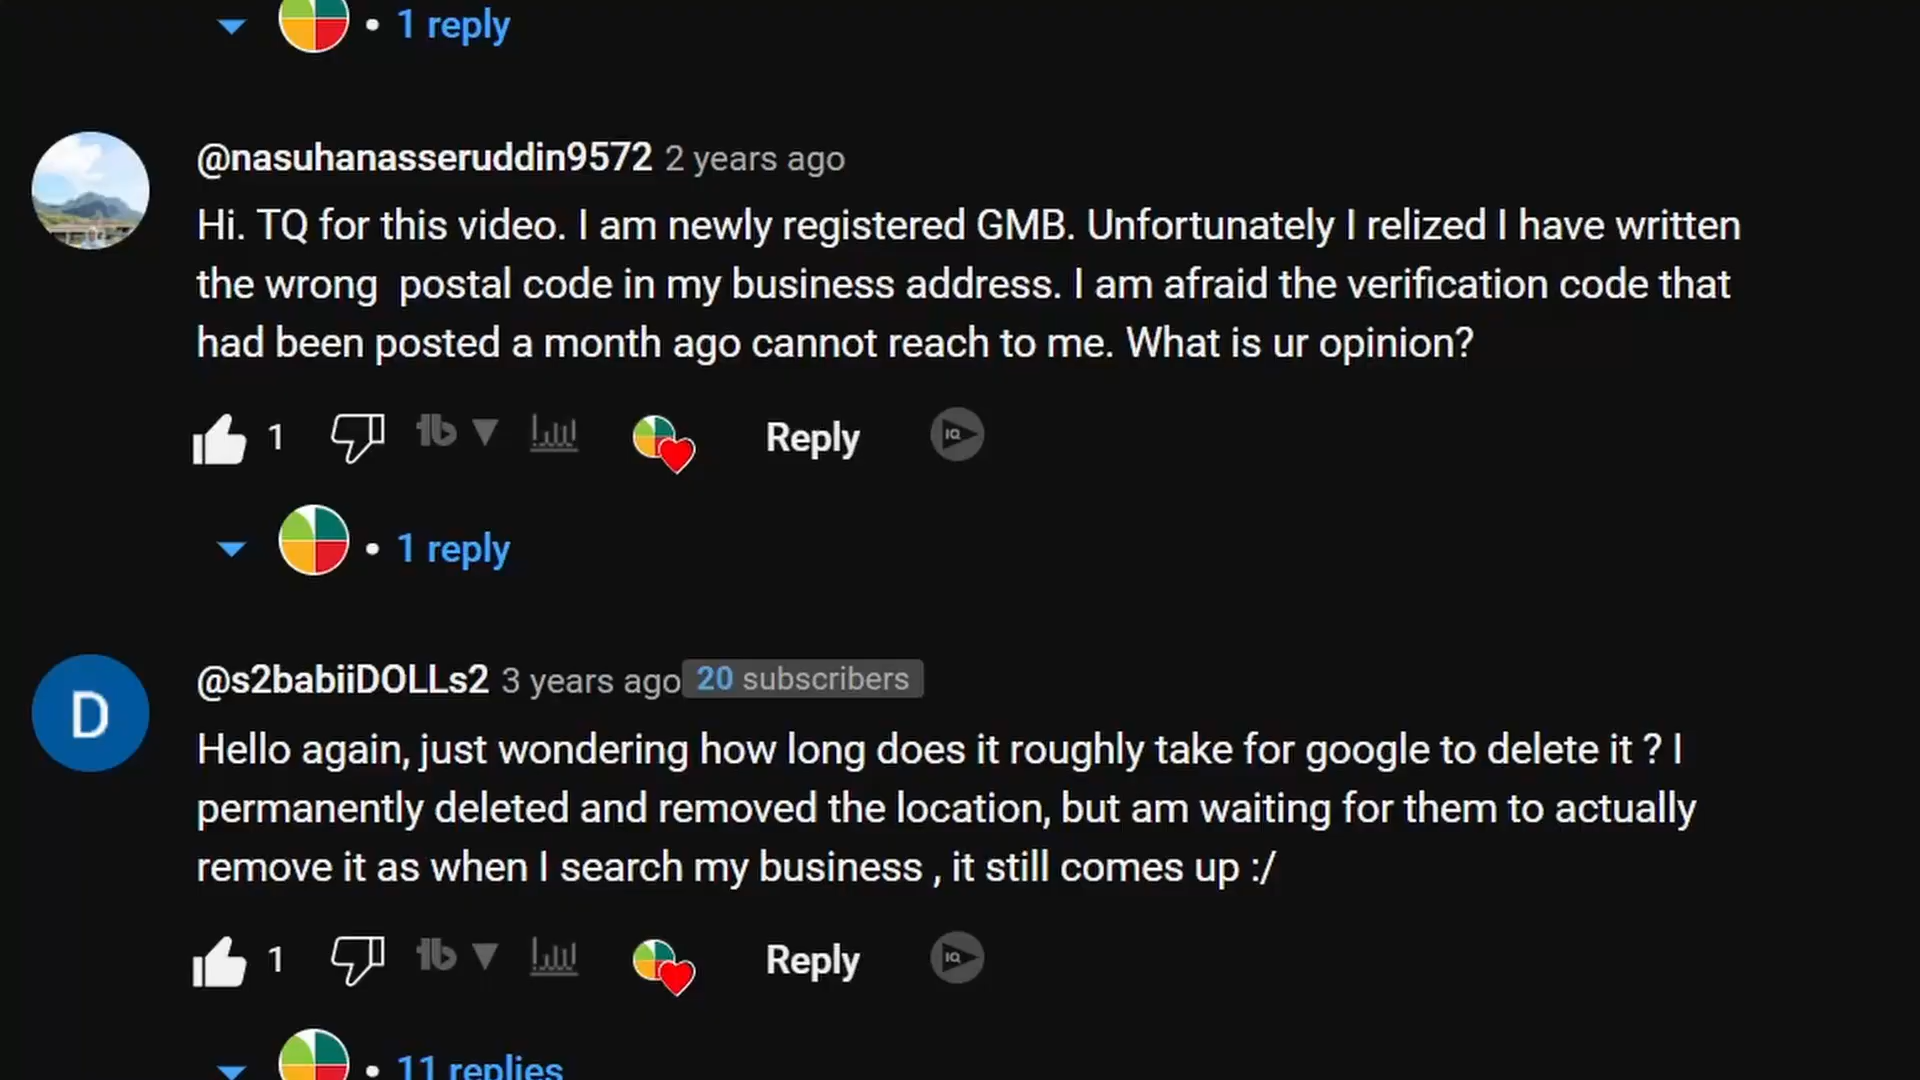 1 reply
@nasuhanasseruddin9572 2 years ago
Hi. TQ for this video. I am newly registered GMB. Unfortunately I relized I have written
the wrong  postal code in my business address. I am afraid the verification code that
had been posted a month ago cannot reach to me. What is ur opinion?
1 Reply IQ
1 reply
D
@s2babiiDOLLs2 3 years ago 20 subscribers
Hello again, just wondering how long does it roughly take for google to delete it ? I
permanently deleted and removed the location, but am waiting for them to actually
remove it as when I search my business , it still comes up :/
1 Reply IQ
11 replies